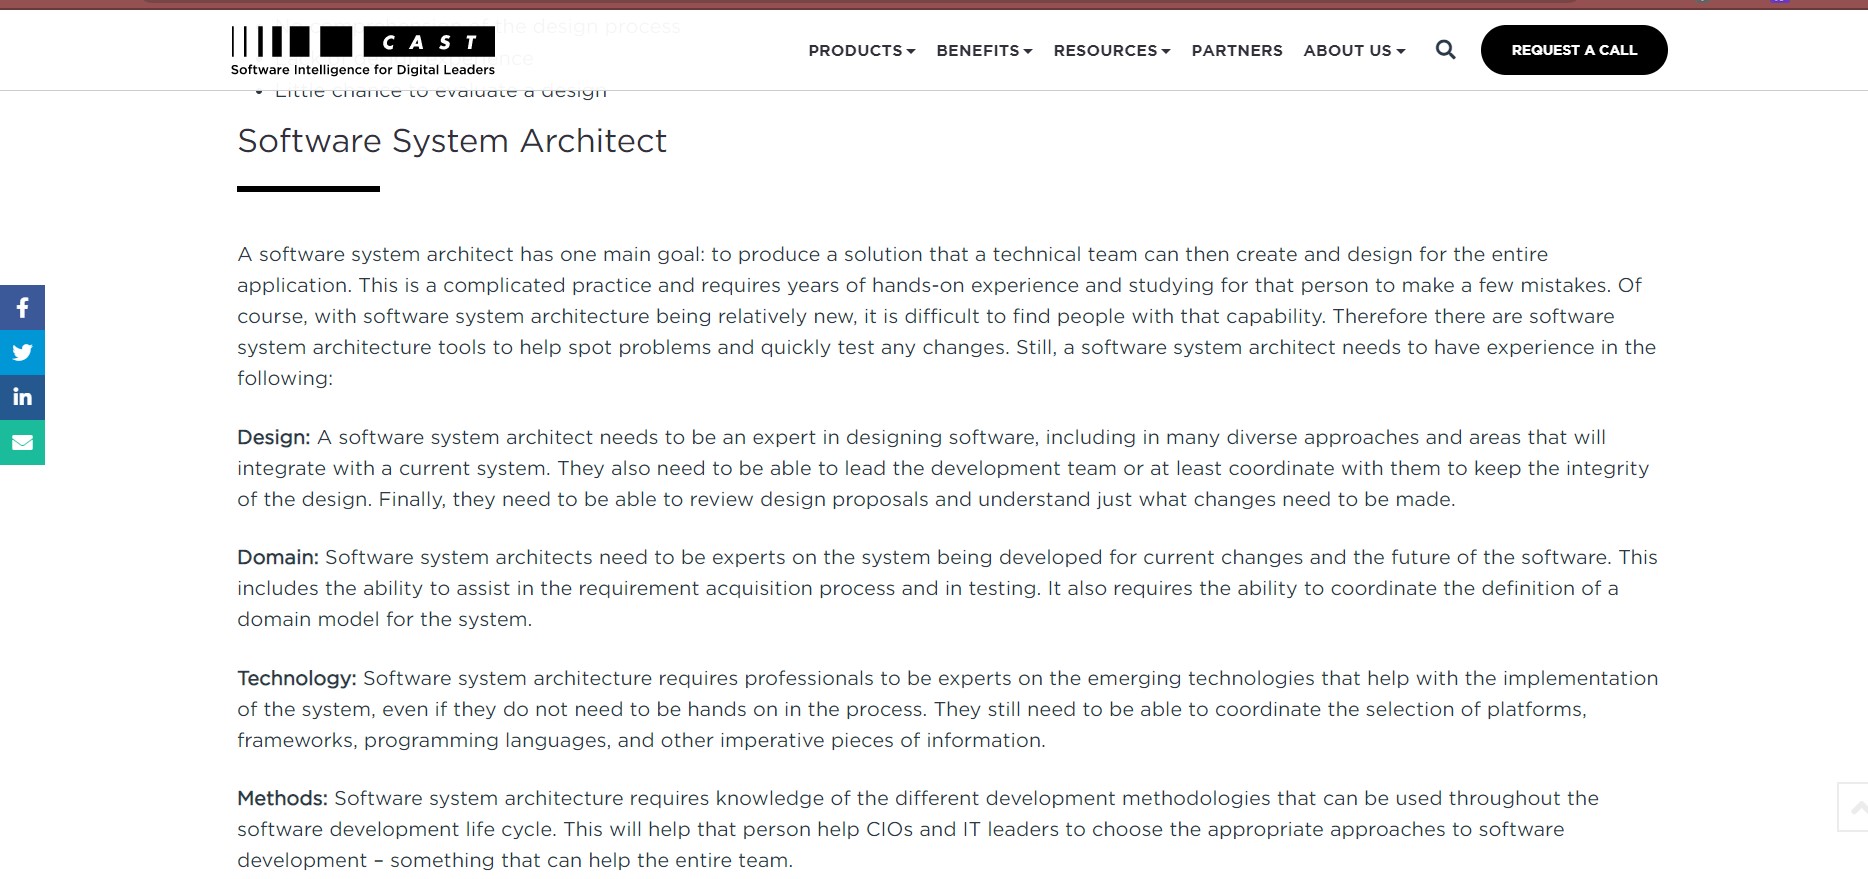 comprehension of the design process
CAST
Software Intelligence for Digital Leaders
PRODUCTS
BENEFITS
RESOURCES
PARTNERS
ABOUT US
REQUEST A CALL
• Little chance to evaluate a design
Software System Architect
A software system architect has one main goal: to produce a solution that a technical team can then create and design for the entire
application. This is a complicated practice and requires years of hands-on experience and studying for that person to make a few mistakes. Of
course, with software system architecture being relatively new, it is difficult to find people with that capability. Therefore there are software
system architecture tools to help spot problems and quickly test any changes. Still, a software system architect needs to have experience in the
following:
Design: A software system architect needs to be an expert in designing software, including in many diverse approaches and areas that will
integrate with a current system. They also need to be able to lead the development team or at least coordinate with them to keep the integrity
of the design. Finally, they need to be able to review design proposals and understand just what changes need to be made.
Domain: Software system architects need to be experts on the system being developed for current changes and the future of the software. This
includes the ability to assist in the requirement acquisition process and in testing. It also requires the ability to coordinate the definition of a
domain model for the system.
Technology: Software system architecture requires professionals to be experts on the emerging technologies that help with the implementation
of the system, even if they do not need to be hands on in the process. They still need to be able to coordinate the selection of platforms,
frameworks, programming languages, and other imperative pieces of information.
Methods: Software system architecture requires knowledge of the different development methodologies that can be used throughout the
software development life cycle. This will help that person help CIOs and IT leaders to choose the appropriate approaches to software
development – something that can help the entire team.